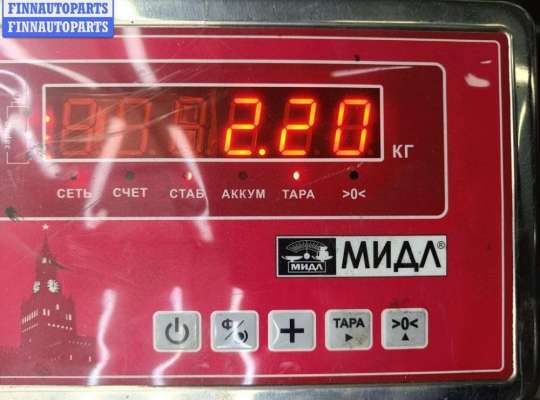 FINNAUTOPARTS
FINNAUTOPARTS
2.20
КГ
СЕТЬ СЧЕТ СТАБ АККУМ ТАРА >0<
МИДЛ МИДЛ®
ТАРА >0<